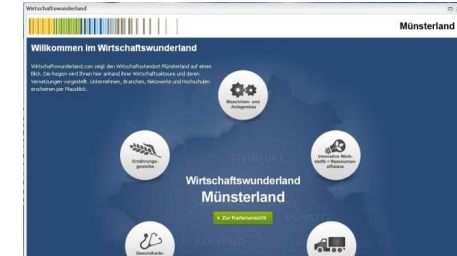 Wirtschaftswunderland
Münsterland
Willkommen im Wirtschaftswunderland
Wirtschaftswunderland.com zeigt den Wirtschaftsstandort Münsterland auf einen
Blick. Die Region wird Ihnen hier anhand ihrer Wirtschaftsakteure und deren
Vernetzungen vorgestellt. Unternehmen, Branchen, Netzwerke und Hochschulen
erscheinen per Mausklick.
Maschinen- und
Anlagenbau
Ernährungs-
gewerbe
Innovative Werk-
stoffe + Ressourcen-
effizienz
STEINFURT
Wirtschaftswunderland
Münsterland
Zur Kartenansicht
MÜNSTER
COESFELD
Gesundheits-